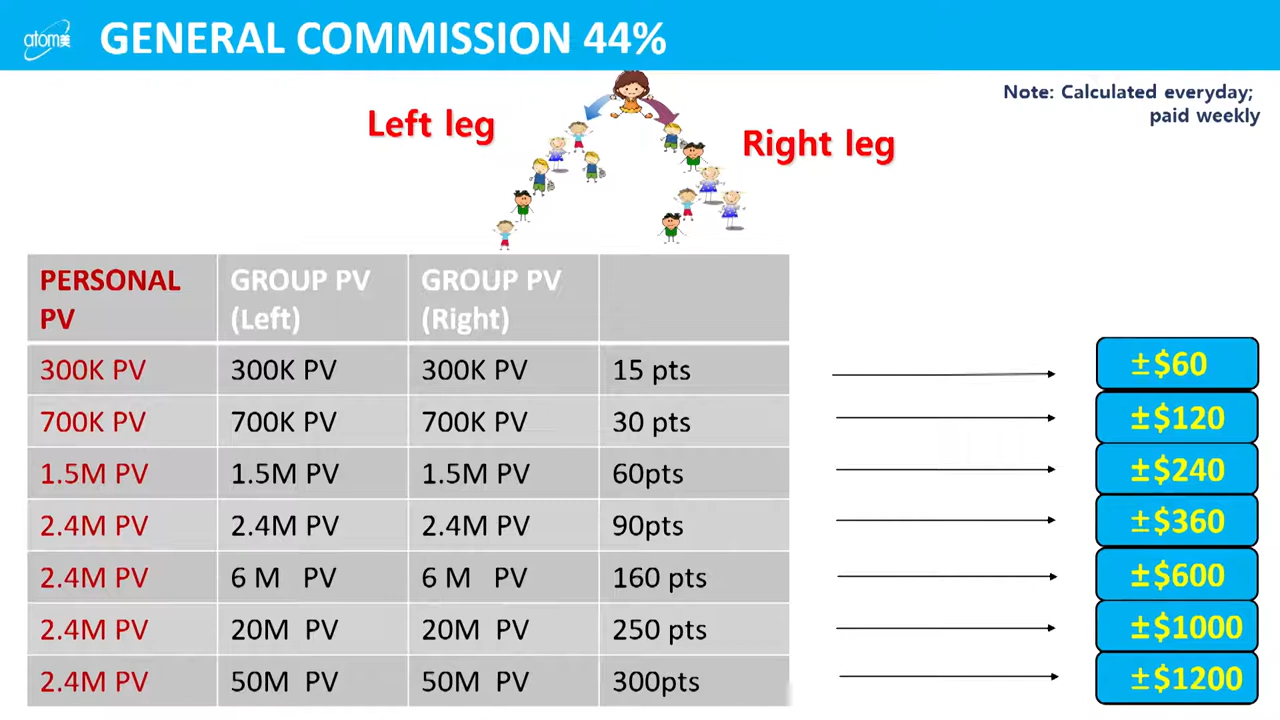 atom美
GENERAL COMMISSION 44%
Note: Calculated everyday;
paid weekly
Left leg
Right leg
PERSONAL PV
GROUP PV (Left)
GROUP PV (Right)
300K PV 300K PV 300K PV 15 pts ±$60
700K PV 700K PV 700K PV 30 pts ±$120
1.5M PV 1.5M PV 1.5M PV 60pts ±$240
2.4M PV 2.4M PV 2.4M PV 90pts ±$360
2.4M PV 6 M PV 6 M PV 160 pts ±$600
2.4M PV 20M PV 20M PV 250 pts ±$1000
2.4M PV 50M PV 50M PV 300pts ±$1200